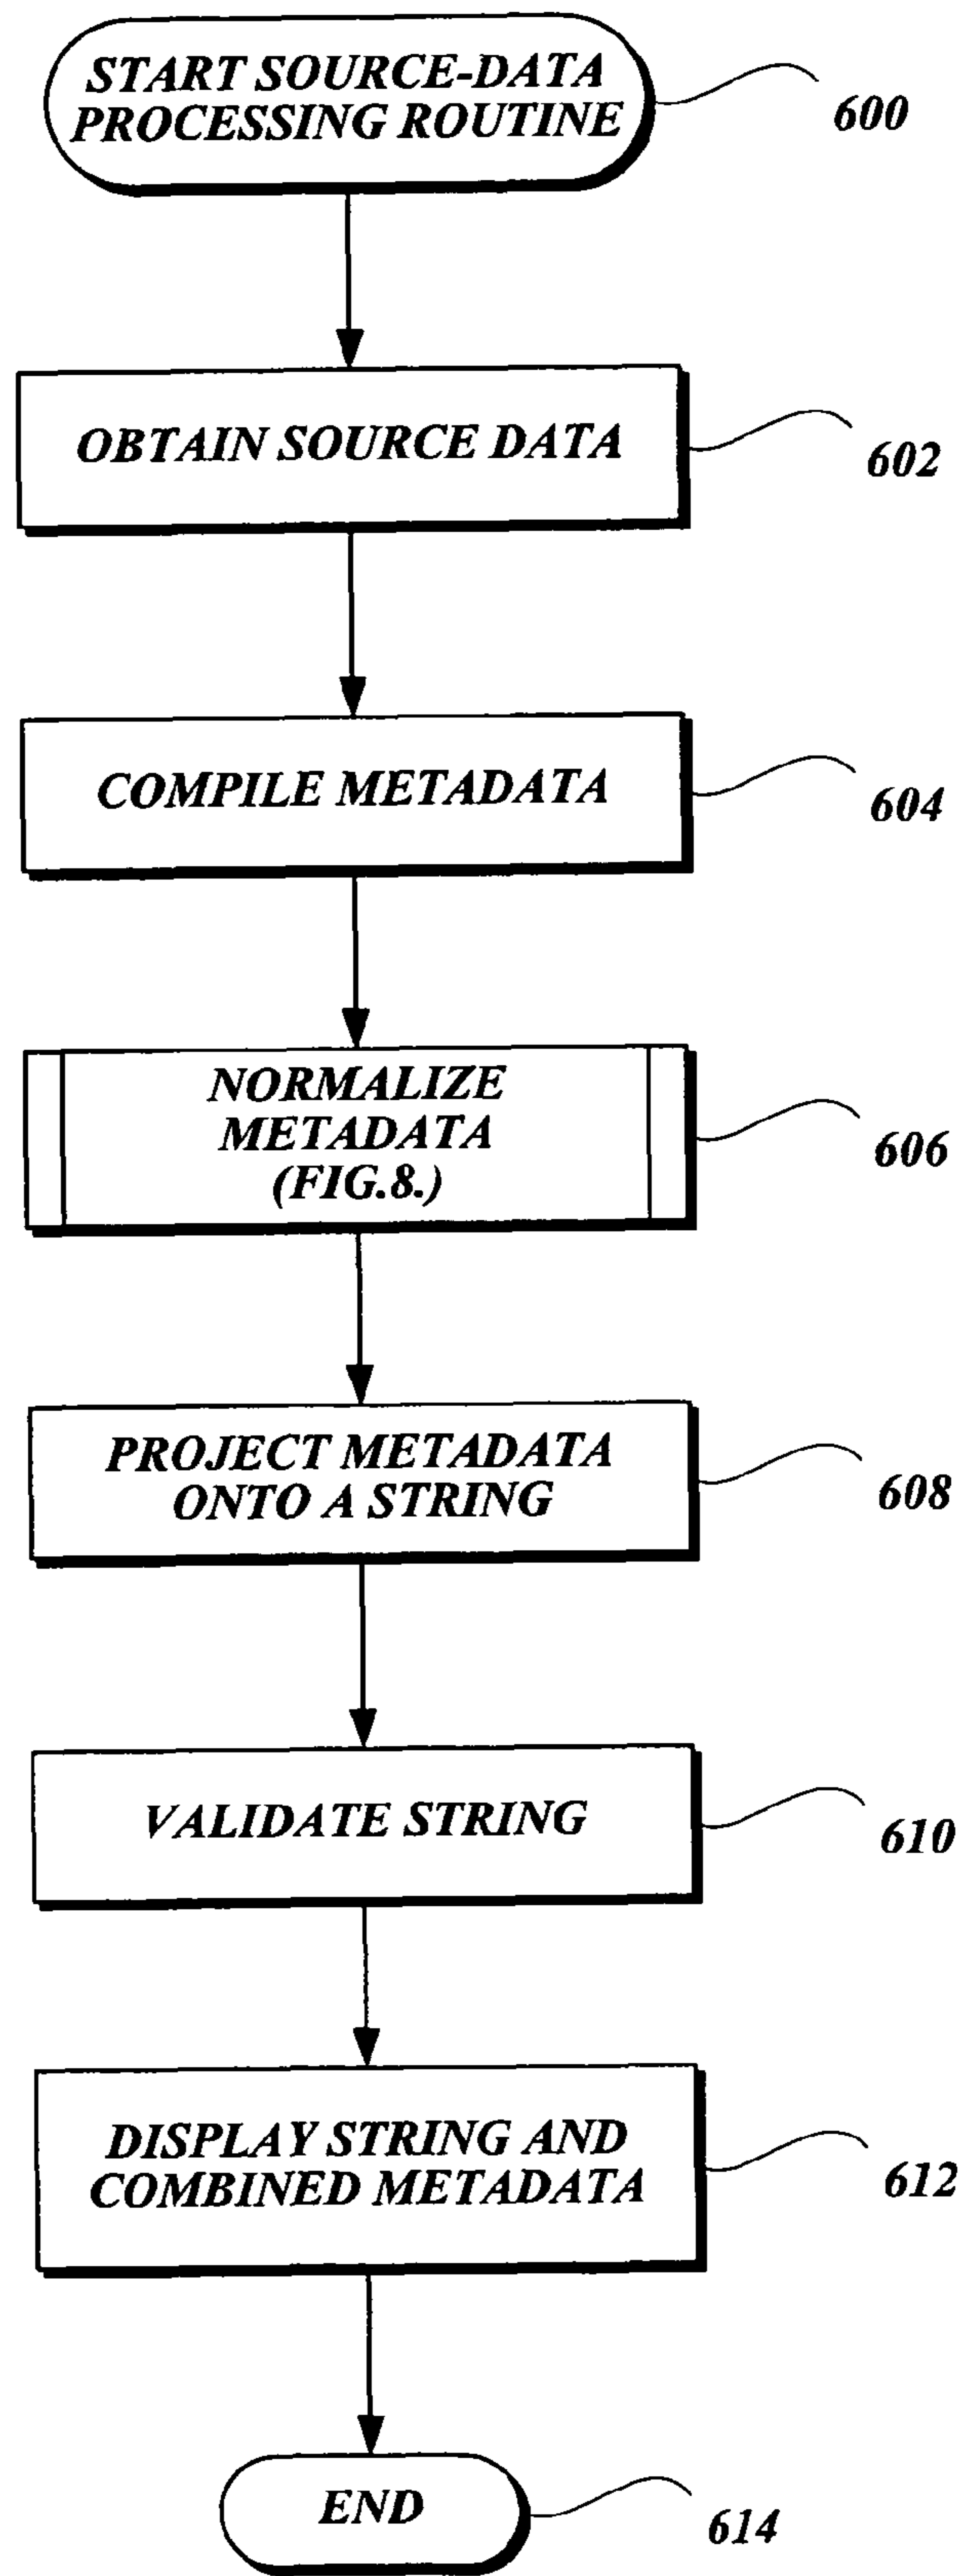 START SOURCE-DATA
PROCESSING ROUTINE
600
OBTAIN SOURCE DATA
602
COMPILE METADATA
604
NORMALIZE
METADATA
(FIG.8.)
606
PROJECT METADATA
ONTO A STRING
608
VALIDATE STRING
610
DISPLAY STRING AND
COMBINED METADATA
612
END
614